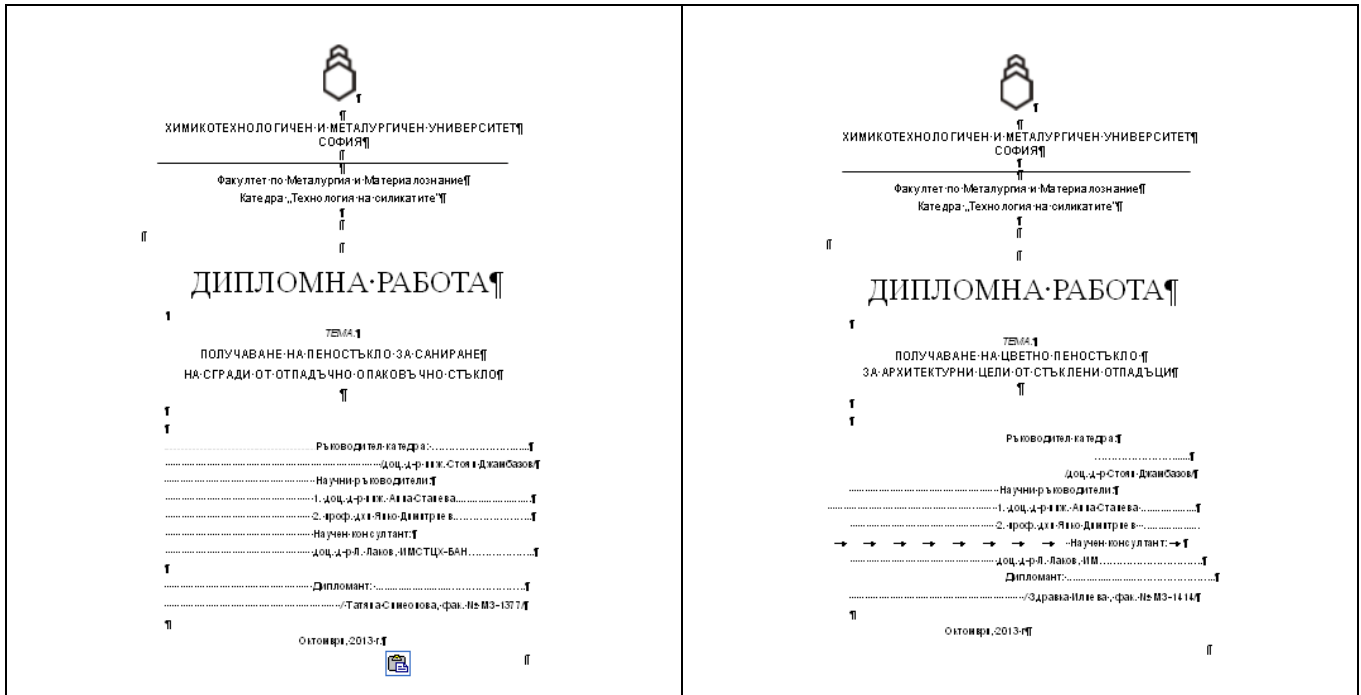 ХИМИКОТЕХНОЛОГИЧЕН И МЕТАЛУРГИЧЕН УНИВЕРСИТЕТ¶
СОФИЯ¶
Факултет по Металургия и Материалознание¶
Катедра „Технология на силикатите"¶
ДИПЛОМНА РАБОТА¶
ТЕМА:¶
ПОЛУЧАВАНЕ НА ПЕНОСТЪКЛО ЗА САНИРАНЕ¶
НА СГРАДИ ОТ ОТПАДЪЧНО ОПАКОВЪЧНО СТЪКЛО¶
Ръководител катедра: ............................¶
/доц. д-р инж. Стоян Джамбазов/¶
Научни ръководители:¶
1. доц. д-р инж. Анна Станева........................¶
2. проф. дхн Янко Димитриев........................¶
Научен консултант:¶
доц. д-р Л. Лаков, ИМСТЦХ-БАН....................¶
Дипломант: ................................................¶
/ Татяна Симеонова, фак. № МЗ-1377/¶
Октомври, 2013 г.¶
ХИМИКОТЕХНОЛОГИЧЕН И МЕТАЛУРГИЧЕН УНИВЕРСИТЕТ¶
СОФИЯ¶
Факултет по Металургия и Материалознание¶
Катедра „Технология на силикатите"¶
ДИПЛОМНА РАБОТА¶
ТЕМА:¶
ПОЛУЧАВАНЕ НА ЦВЕТНО ПЕНОСТЪКЛО ¶
ЗА АРХИТЕКТУРНИ ЦЕЛИ ОТ СТЪКЛЕНИ ОТПАДЪЦИ¶
Ръководител катедра:¶
............................¶
/доц. д-р Стоян Джамбазов/¶
Научни ръководители:¶
1. доц. д-р инж. Анна Станева ..................¶
2. проф. дхн Янко Димитриев ..................
Научен консултант: ¶
доц. д-р Л. Лаков, ИМ..............................¶
Дипломант: ................................................¶
/Здравка Илиева, фак. № МЗ-1414/¶
Октомври, 2013 г¶